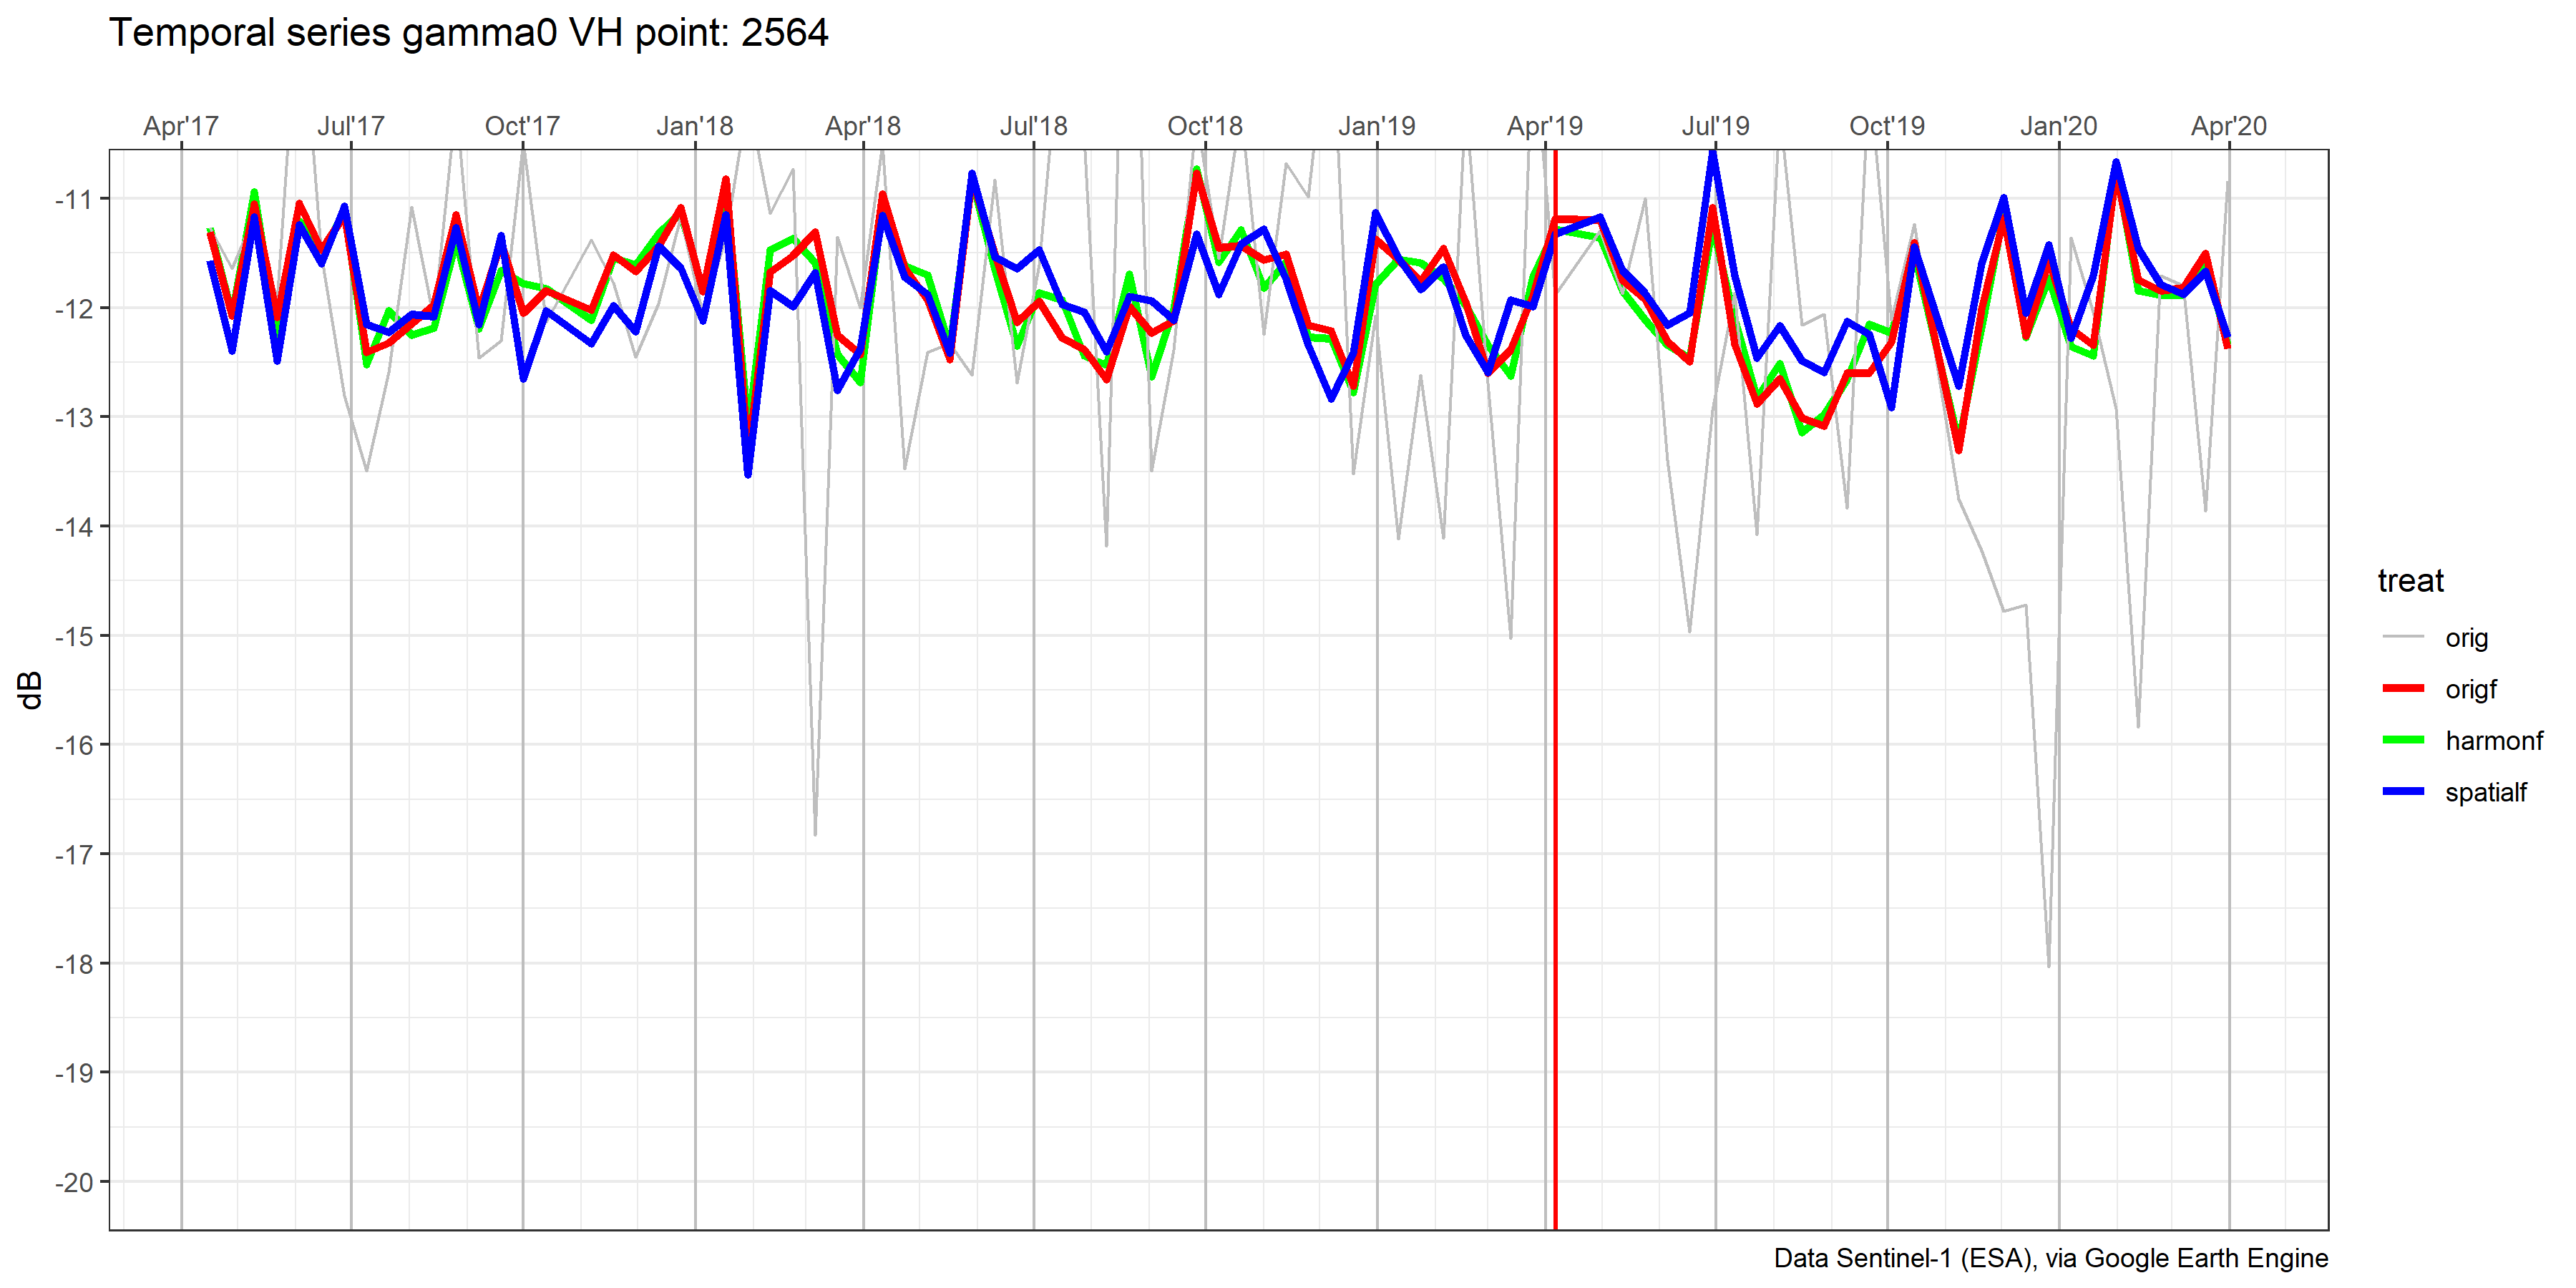 Temporal series gamma0 VH point: 2564
Apr'17 Jul'17 Oct'17 Jan'18 Apr'18 Jul'18 Oct'18 Jan'19 Apr'19 Jul'19 Oct'19 Jan'20 Apr'20
-11
-12
-13
-14
-15
-16
-17
-18
-19
-20
dB
treat
orig
origf
harmonf
spatialf
Data Sentinel-1 (ESA), via Google Earth Engine